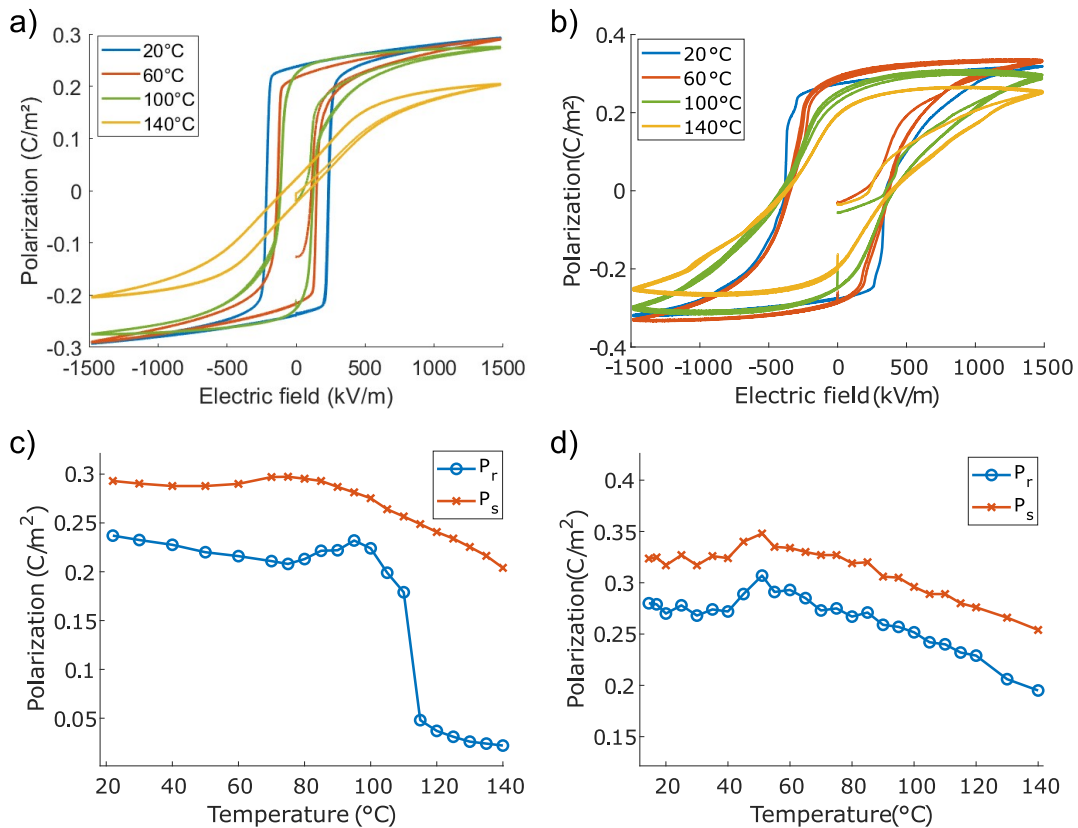 a)
20°C
60°C
100°C
140°C
Polarization (C/m²)
0.3
0.2
0.1
0
-0.1
-0.2
-0.3
-1500 -1000 -500 0 500 1000 1500
Electric field (kV/m)
b)
20°C
60°C
100°C
140°C
Polarization(C/m²)
0.4
0.2
0
-0.2
-0.4
-1500 -1000 -500 0 500 1000 1500
Electric field(kV/m)
c)
Pr
Ps
Polarization (C/m²)
0.3
0.25
0.2
0.15
0.1
0.05
20 40 60 80 100 120 140
Temperature (°C)
d)
Pr
Ps
Polarization(C/m²)
0.4
0.35
0.3
0.25
0.2
0.15
20 40 60 80 100 120 140
Temperature(°C)